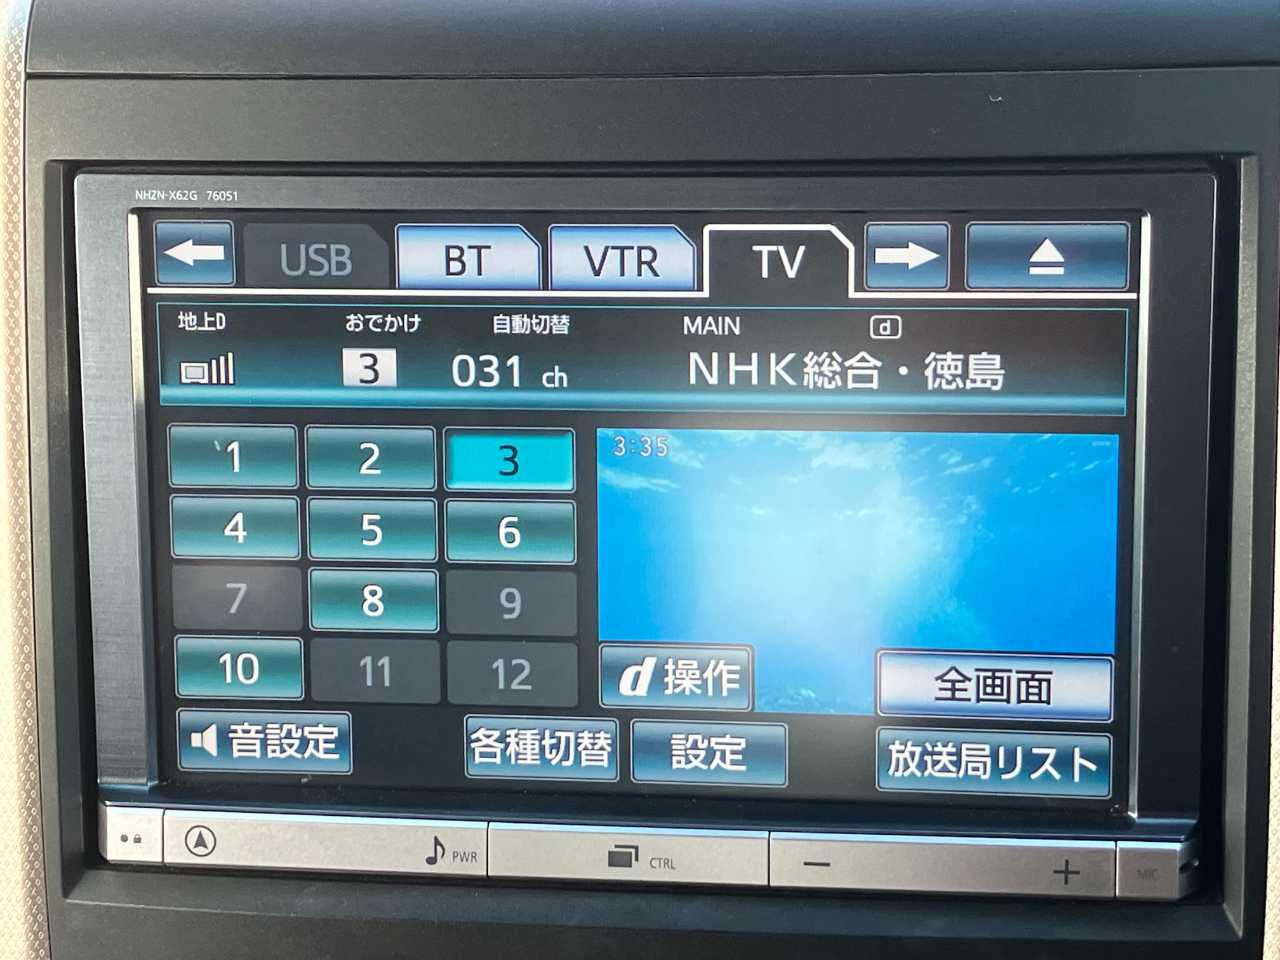 NHZN-X62G 76051
USB BT VTR TV
地上D おでかけ 自動切替 MAIN d
3 031 ch NHK総合・徳島
1 2 3
3:35
4 5 6
7 8 9
10 11 12
d 操作 全画面
音設定 各種切替 設定 放送局リスト
PWR CTRL − + MIC